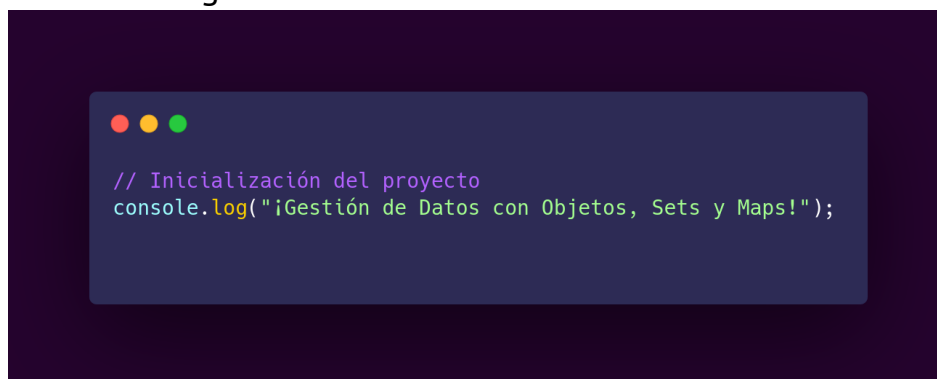 // Inicialización del proyecto
console.log("¡Gestión de Datos con Objetos, Sets y Maps!");